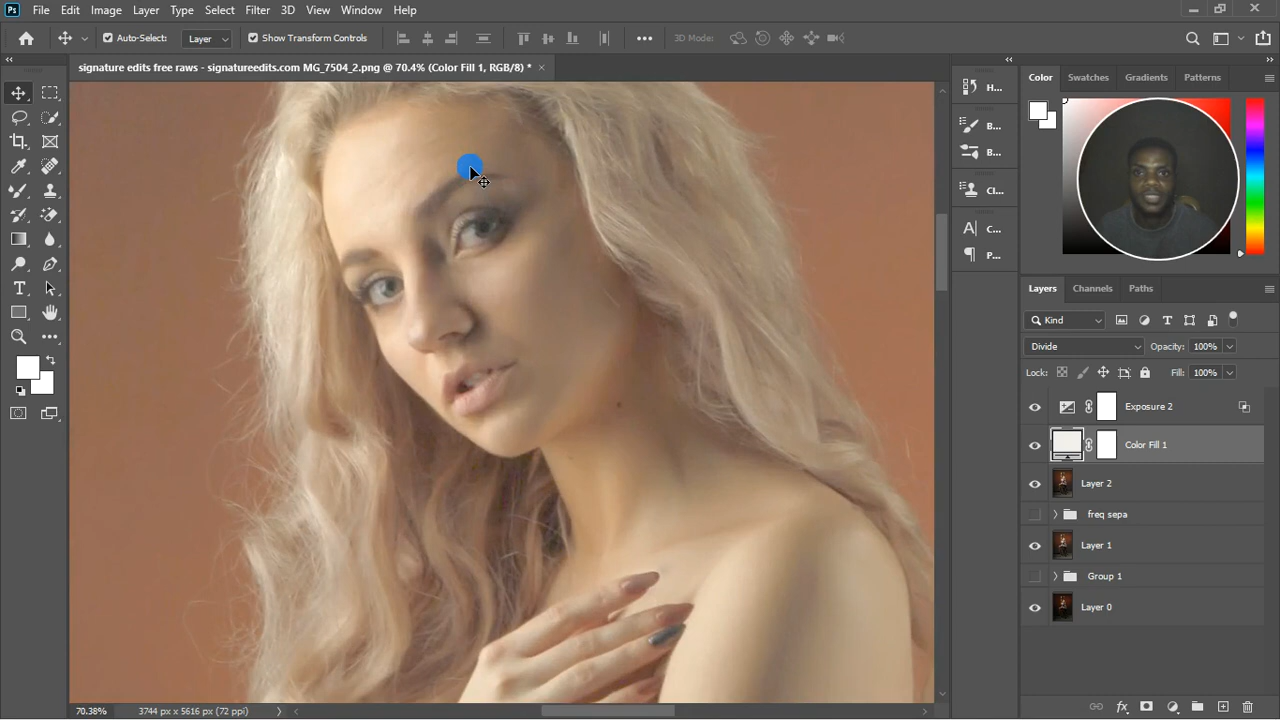 Ps File Edit Image Layer Type Select Filter 3D View Window Help
Auto-Select: Layer Show Transform Controls 3D Mode:
signature edits free raws - signatureedits.com MG_7504_2.png @ 70.4% (Color Fill 1, RGB/8) *
H...
B...
B...
Cl...
C...
P...
Color Swatches Gradients Patterns
Layers Channels Paths
Kind
Divide Opacity: 100%
Lock: Fill: 100%
Exposure 2
Color Fill 1
Layer 2
freq sepa
Layer 1
Group 1
Layer 0
70.38% 3744 px x 5616 px (72 ppi)